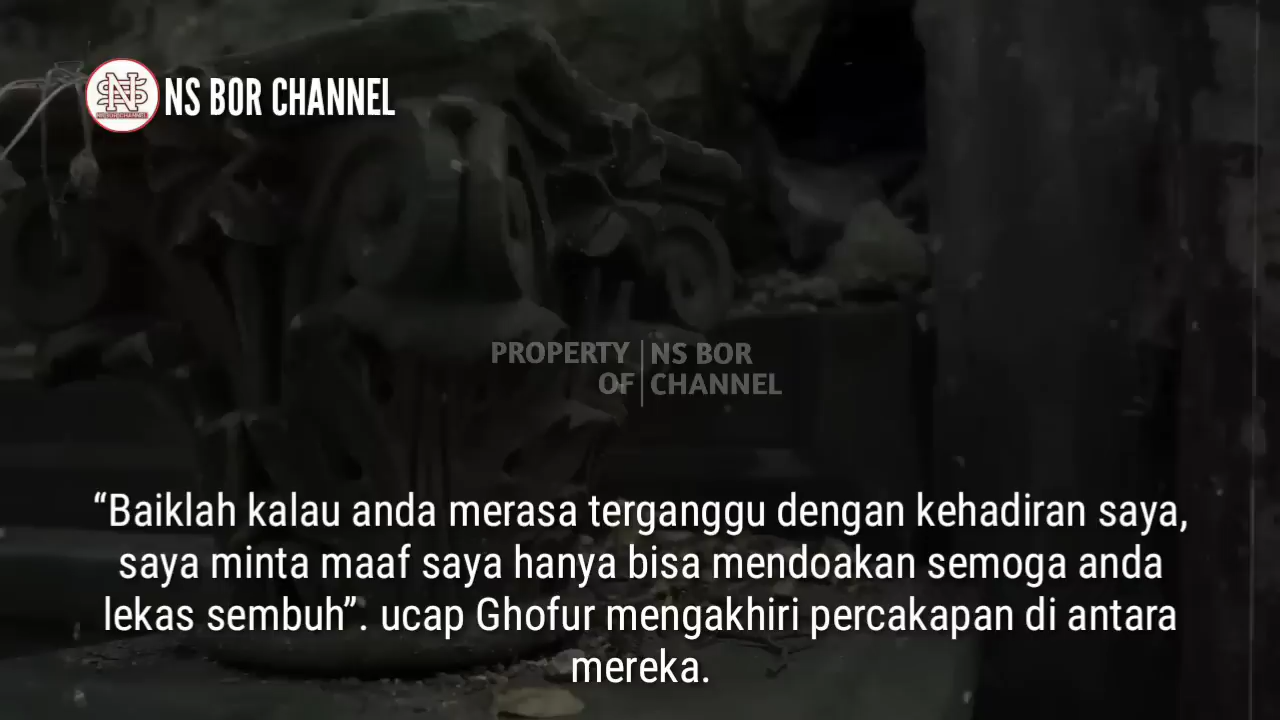 NS BOR CHANNEL
PROPERTY OF | NS BOR CHANNEL
“Baiklah kalau anda merasa terganggu dengan kehadiran saya,
saya minta maaf saya hanya bisa mendoakan semoga anda
lekas sembuh”. ucap Ghofur mengakhiri percakapan di antara
mereka.